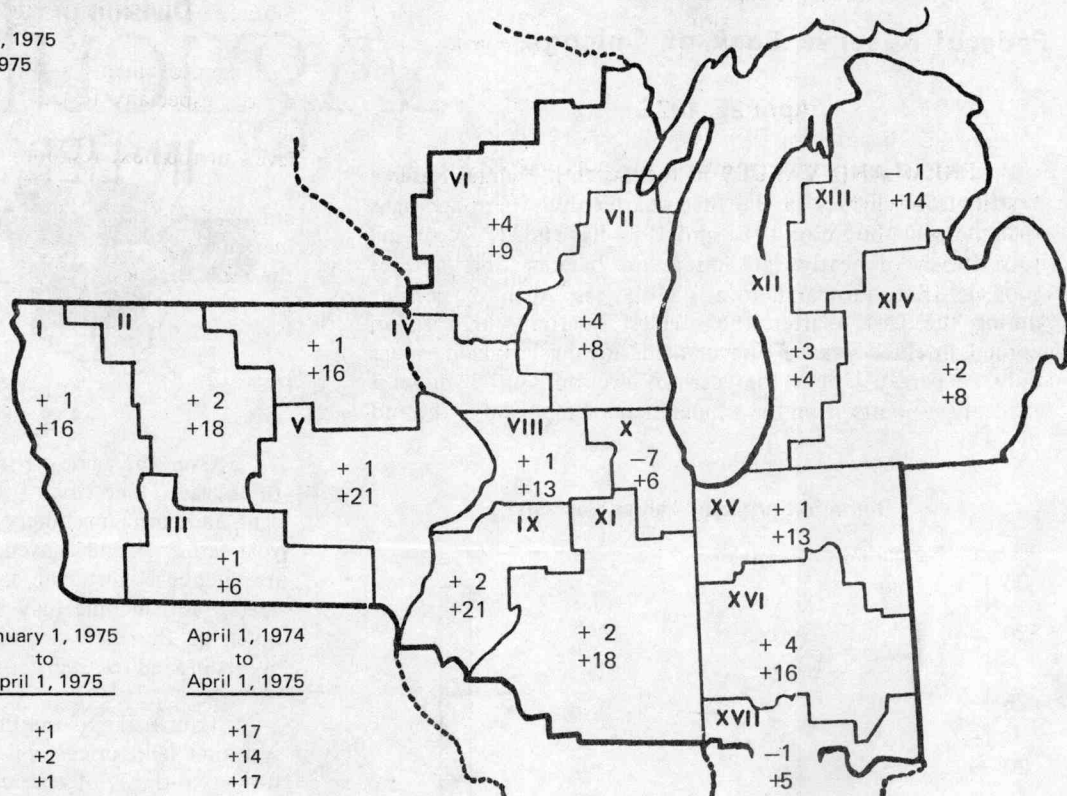 , 1975
1975
VI
+4
+9
VII
+4
+8
XIII
-1
+14
XII
+3
+4
XIV
+2
+8
I
1
+16
II
+ 2
+18
IV
+ 1
+16
V
+ 1
+21
III
+1
+6
VIII
+ 1
+13
X
-7
+6
IX
+ 2
+21
XI
+ 2
+18
XV
+ 1
+13
XVI
+ 4
+16
XVII
-1
+5
nuary 1, 1975
to
pril 1, 1975
April 1, 1974
to
April 1, 1975
+1 +17
+2 +14
+1 +17